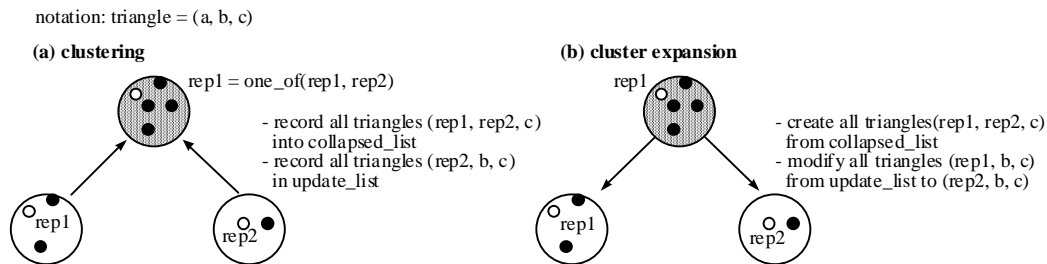 notation: triangle = (a, b, c)
(a) clustering
rep1 = one_of(rep1, rep2)
- record all triangles (rep1, rep2, c)
into collapsed_list
- record all triangles (rep2, b, c)
in update_list
rep1
rep2
(b) cluster expansion
rep1
- create all triangles(rep1, rep2, c)
from collapsed_list
- modify all triangles (rep1, b, c)
from update_list to (rep2, b, c)
rep1
rep2